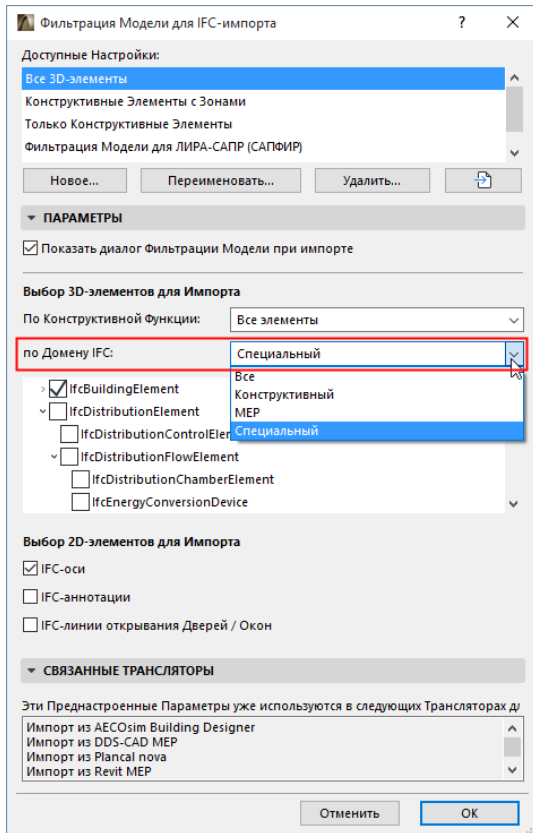 Фильтрация Модели для IFC-импорта
?
Доступные Настройки:
Все 3D-элементы
Конструктивные Элементы с Зонами
Только Конструктивные Элементы
Фильтрация Модели для ЛИРА-САПР (САПФИР)
Новое... Переименовать... Удалить...
ПАРАМЕТРЫ
Показать диалог Фильтрации Модели при импорте
Выбор 3D-элементов для Импорта
По Конструктивной Функции: Все элементы
по Домену IFC: Специальный
Все
IfcBuildingElement Конструктивный
IfcDistributionElement МЕР
IfcDistributionControlEler Специальный
IfcDistributionFlowElement
IfcDistributionChamberElement
IfcEnergyConversionDevice
Выбор 2D-элементов для Импорта
IFC-оси
IFC-аннотации
IFC-линии открывания Дверей / Окон
СВЯЗАННЫЕ ТРАНСЛЯТОРЫ
Эти Преднастроенные Параметры уже используются в следующих Трансляторах дл
Импорт из AECOsim Building Designer
Импорт из DDS-CAD MEP
Импорт из Plancal nova
Импорт из Revit MEP
Отменить OK